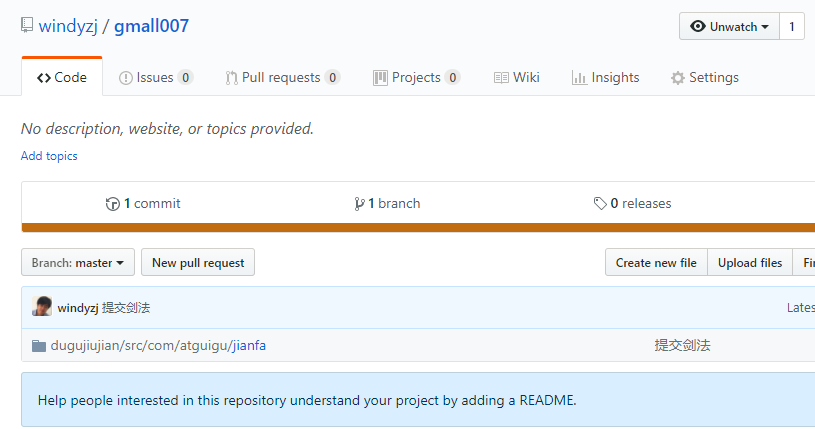 windyzj / gmall007
Unwatch 1
Code Issues 0 Pull requests 0 Projects 0 Wiki Insights Settings
No description, website, or topics provided.
Add topics
1 commit 1 branch 0 releases
Branch: master New pull request Create new file Upload files Fi
windyzj 提交剑法 Lates
dugujiujian/src/com/atguigu/jianfa 提交剑法
Help people interested in this repository understand your project by adding a README.